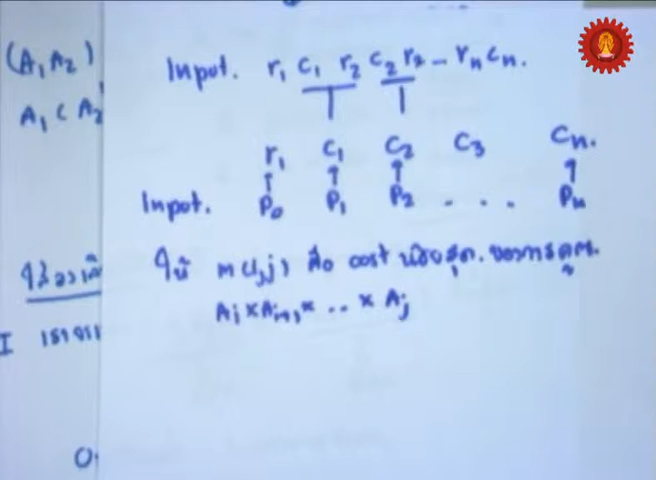 (A₁A₂)
A₁(A₂
Input. r₁ c₁ r₂ c₂ r₃ – rₙ cₙ.
r₁ c₁ c₂ c₃ cₙ.
Input. P₀ P₁ P₂ . . . Pₙ
ให้ m(i,j) คือ cost น้อยสุด. ของการคูณ.
Aᵢ × Aᵢ₊₁ × .. × Aⱼ
I